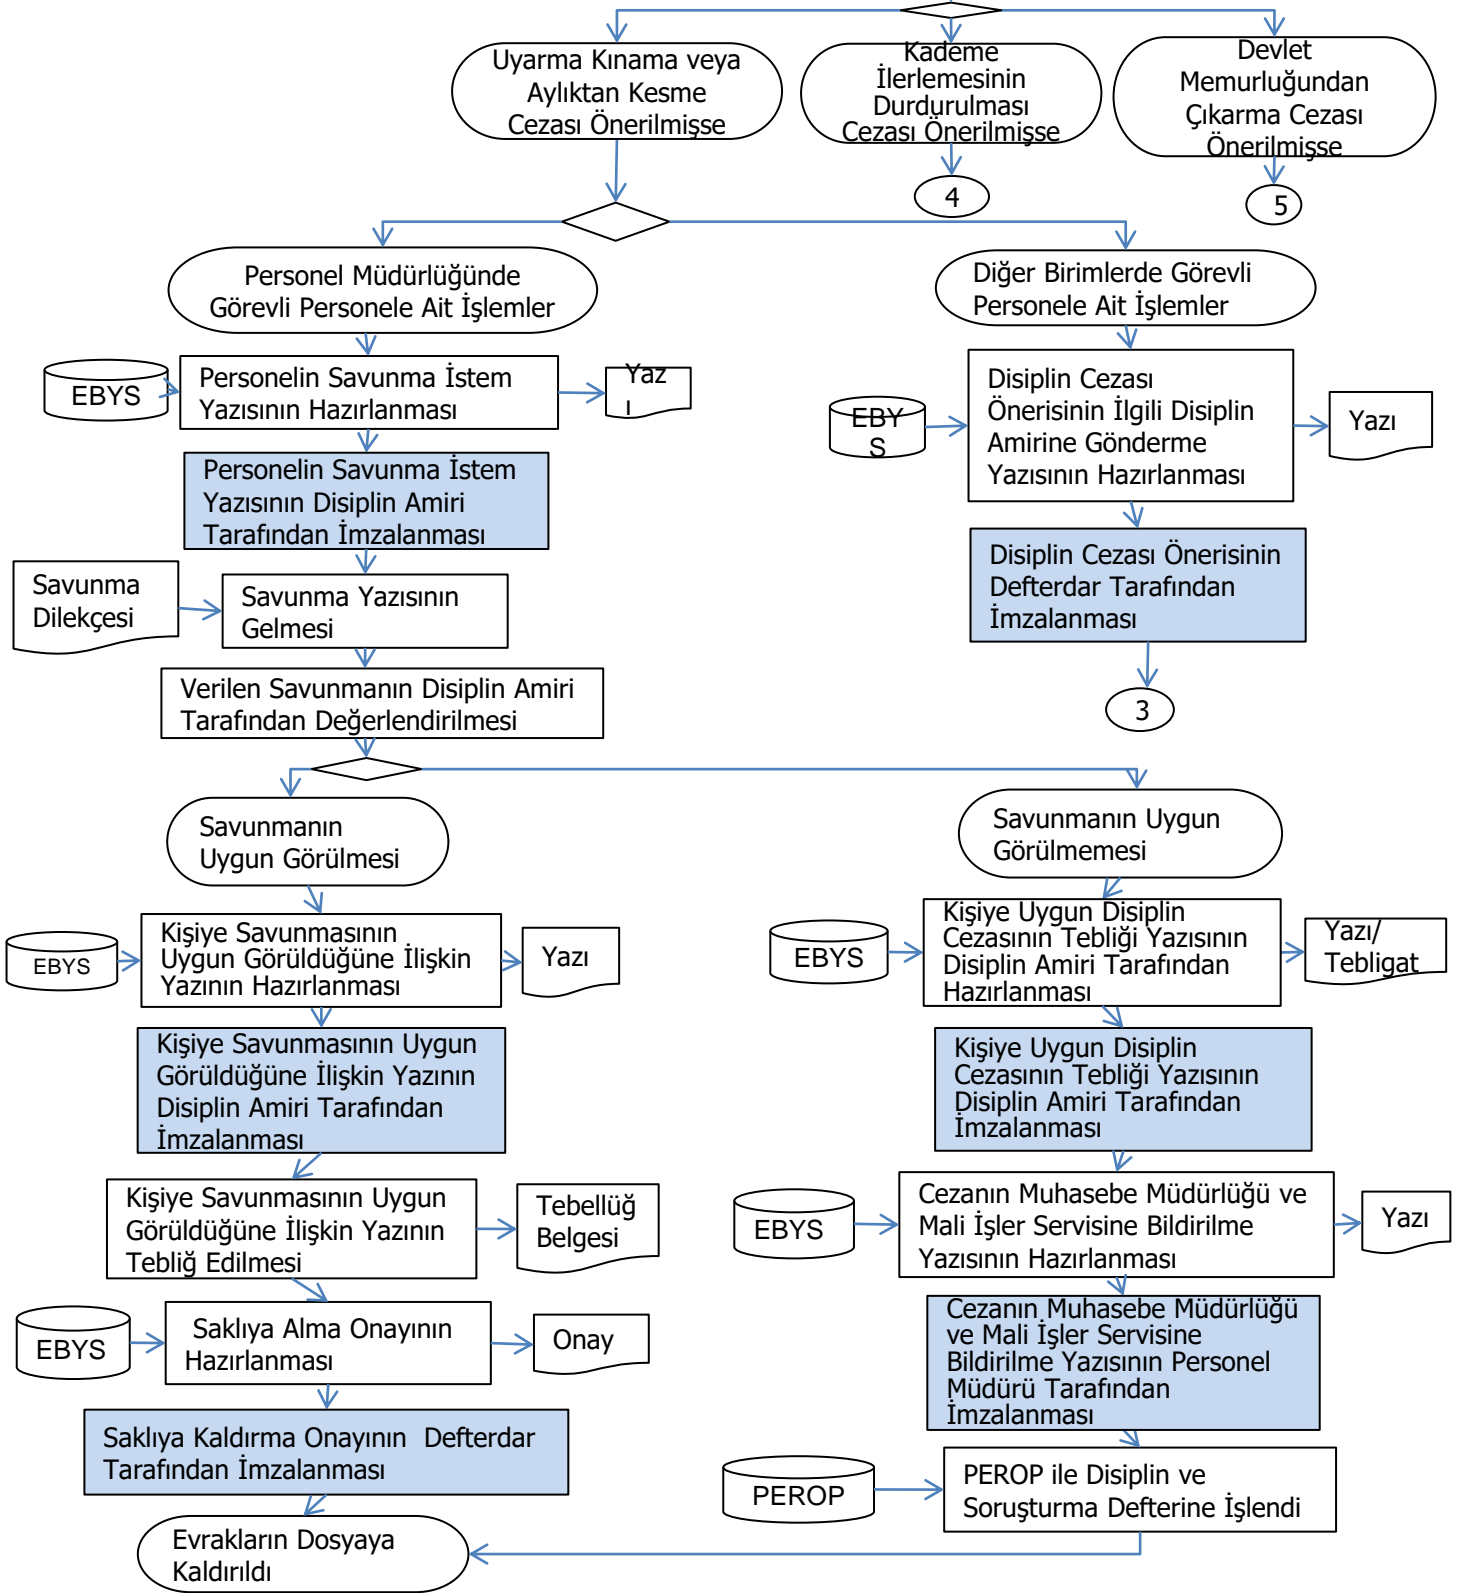 Uyarma Kınama veya
Aylıktan Kesme
Cezası Önerilmişse
Kademe
İlerlemesinin
Durdurulması
Cezası Önerilmişse
Devlet
Memurluğundan
Çıkarma Cezası
Önerilmişse
4
5
Personel Müdürlüğünde
Görevli Personele Ait İşlemler
Diğer Birimlerde Görevli
Personele Ait İşlemler
EBYS
Personelin Savunma İstem
Yazısının Hazırlanması
Yaz
ı
EBY
S
Disiplin Cezası
Önerisinin İlgili Disiplin
Amirine Gönderme
Yazısının Hazırlanması
Yazı
Personelin Savunma İstem
Yazısının Disiplin Amiri
Tarafından İmzalanması
Disiplin Cezası Önerisinin
Defterdar Tarafından
İmzalanması
Savunma
Dilekçesi
Savunma Yazısının
Gelmesi
Verilen Savunmanın Disiplin Amiri
Tarafından Değerlendirilmesi
3
Savunmanın
Uygun Görülmesi
Savunmanın Uygun
Görülmemesi
EBYS
Kişiye Savunmasının
Uygun Görüldüğüne İlişkin
Yazının Hazırlanması
Yazı
EBYS
Kişiye Uygun Disiplin
Cezasının Tebliği Yazısının
Disiplin Amiri Tarafından
Hazırlanması
Yazı/
Tebligat
Kişiye Savunmasının Uygun
Görüldüğüne İlişkin Yazının
Disiplin Amiri Tarafından
İmzalanması
Kişiye Uygun Disiplin
Cezasının Tebliği Yazısının
Disiplin Amiri Tarafından
İmzalanması
Kişiye Savunmasının Uygun
Görüldüğüne İlişkin Yazının
Tebliğ Edilmesi
Tebellüğ
Belgesi
EBYS
Cezanın Muhasebe Müdürlüğü ve
Mali İşler Servisine Bildirilme
Yazısının Hazırlanması
Yazı
EBYS
Saklıya Alma Onayının
Hazırlanması
Onay
Cezanın Muhasebe Müdürlüğü
ve Mali İşler Servisine
Bildirilme Yazısının Personel
Müdürü Tarafından
İmzalanması
Saklıya Kaldırma Onayının Defterdar
Tarafından İmzalanması
PEROP
PEROP ile Disiplin ve
Soruşturma Defterine İşlendi
Evrakların Dosyaya
Kaldırıldı